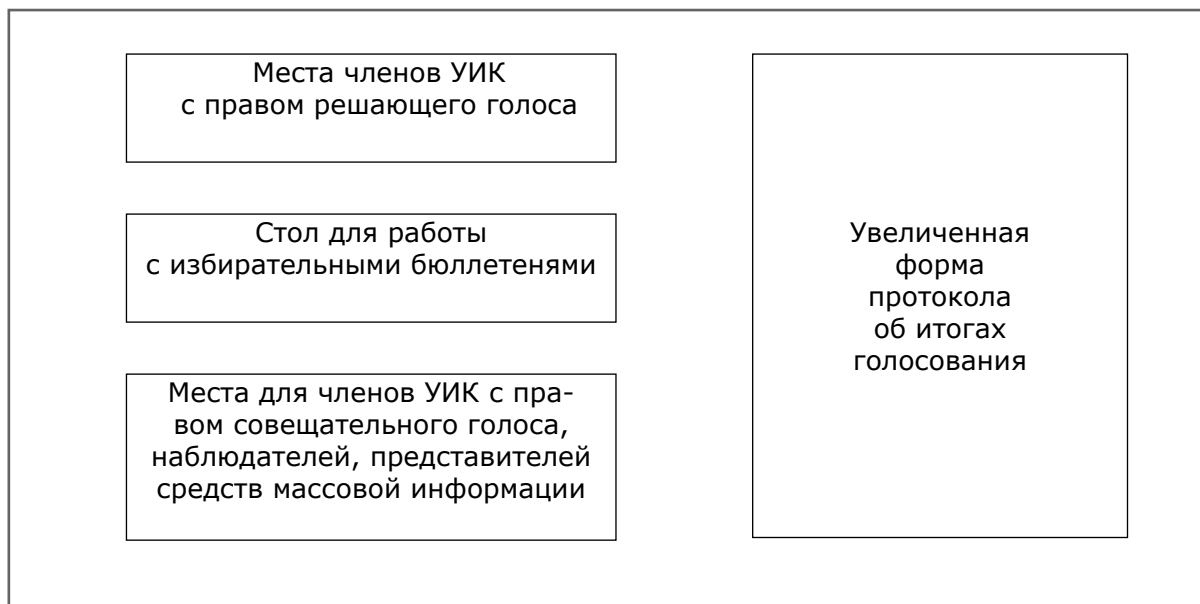 Места членов УИК
с правом решающего голоса
Стол для работы
с избирательными бюллетенями
Места для членов УИК с пра-
вом совещательного голоса,
наблюдателей, представителей
средств массовой информации
Увеличенная
форма
протокола
об итогах
голосования